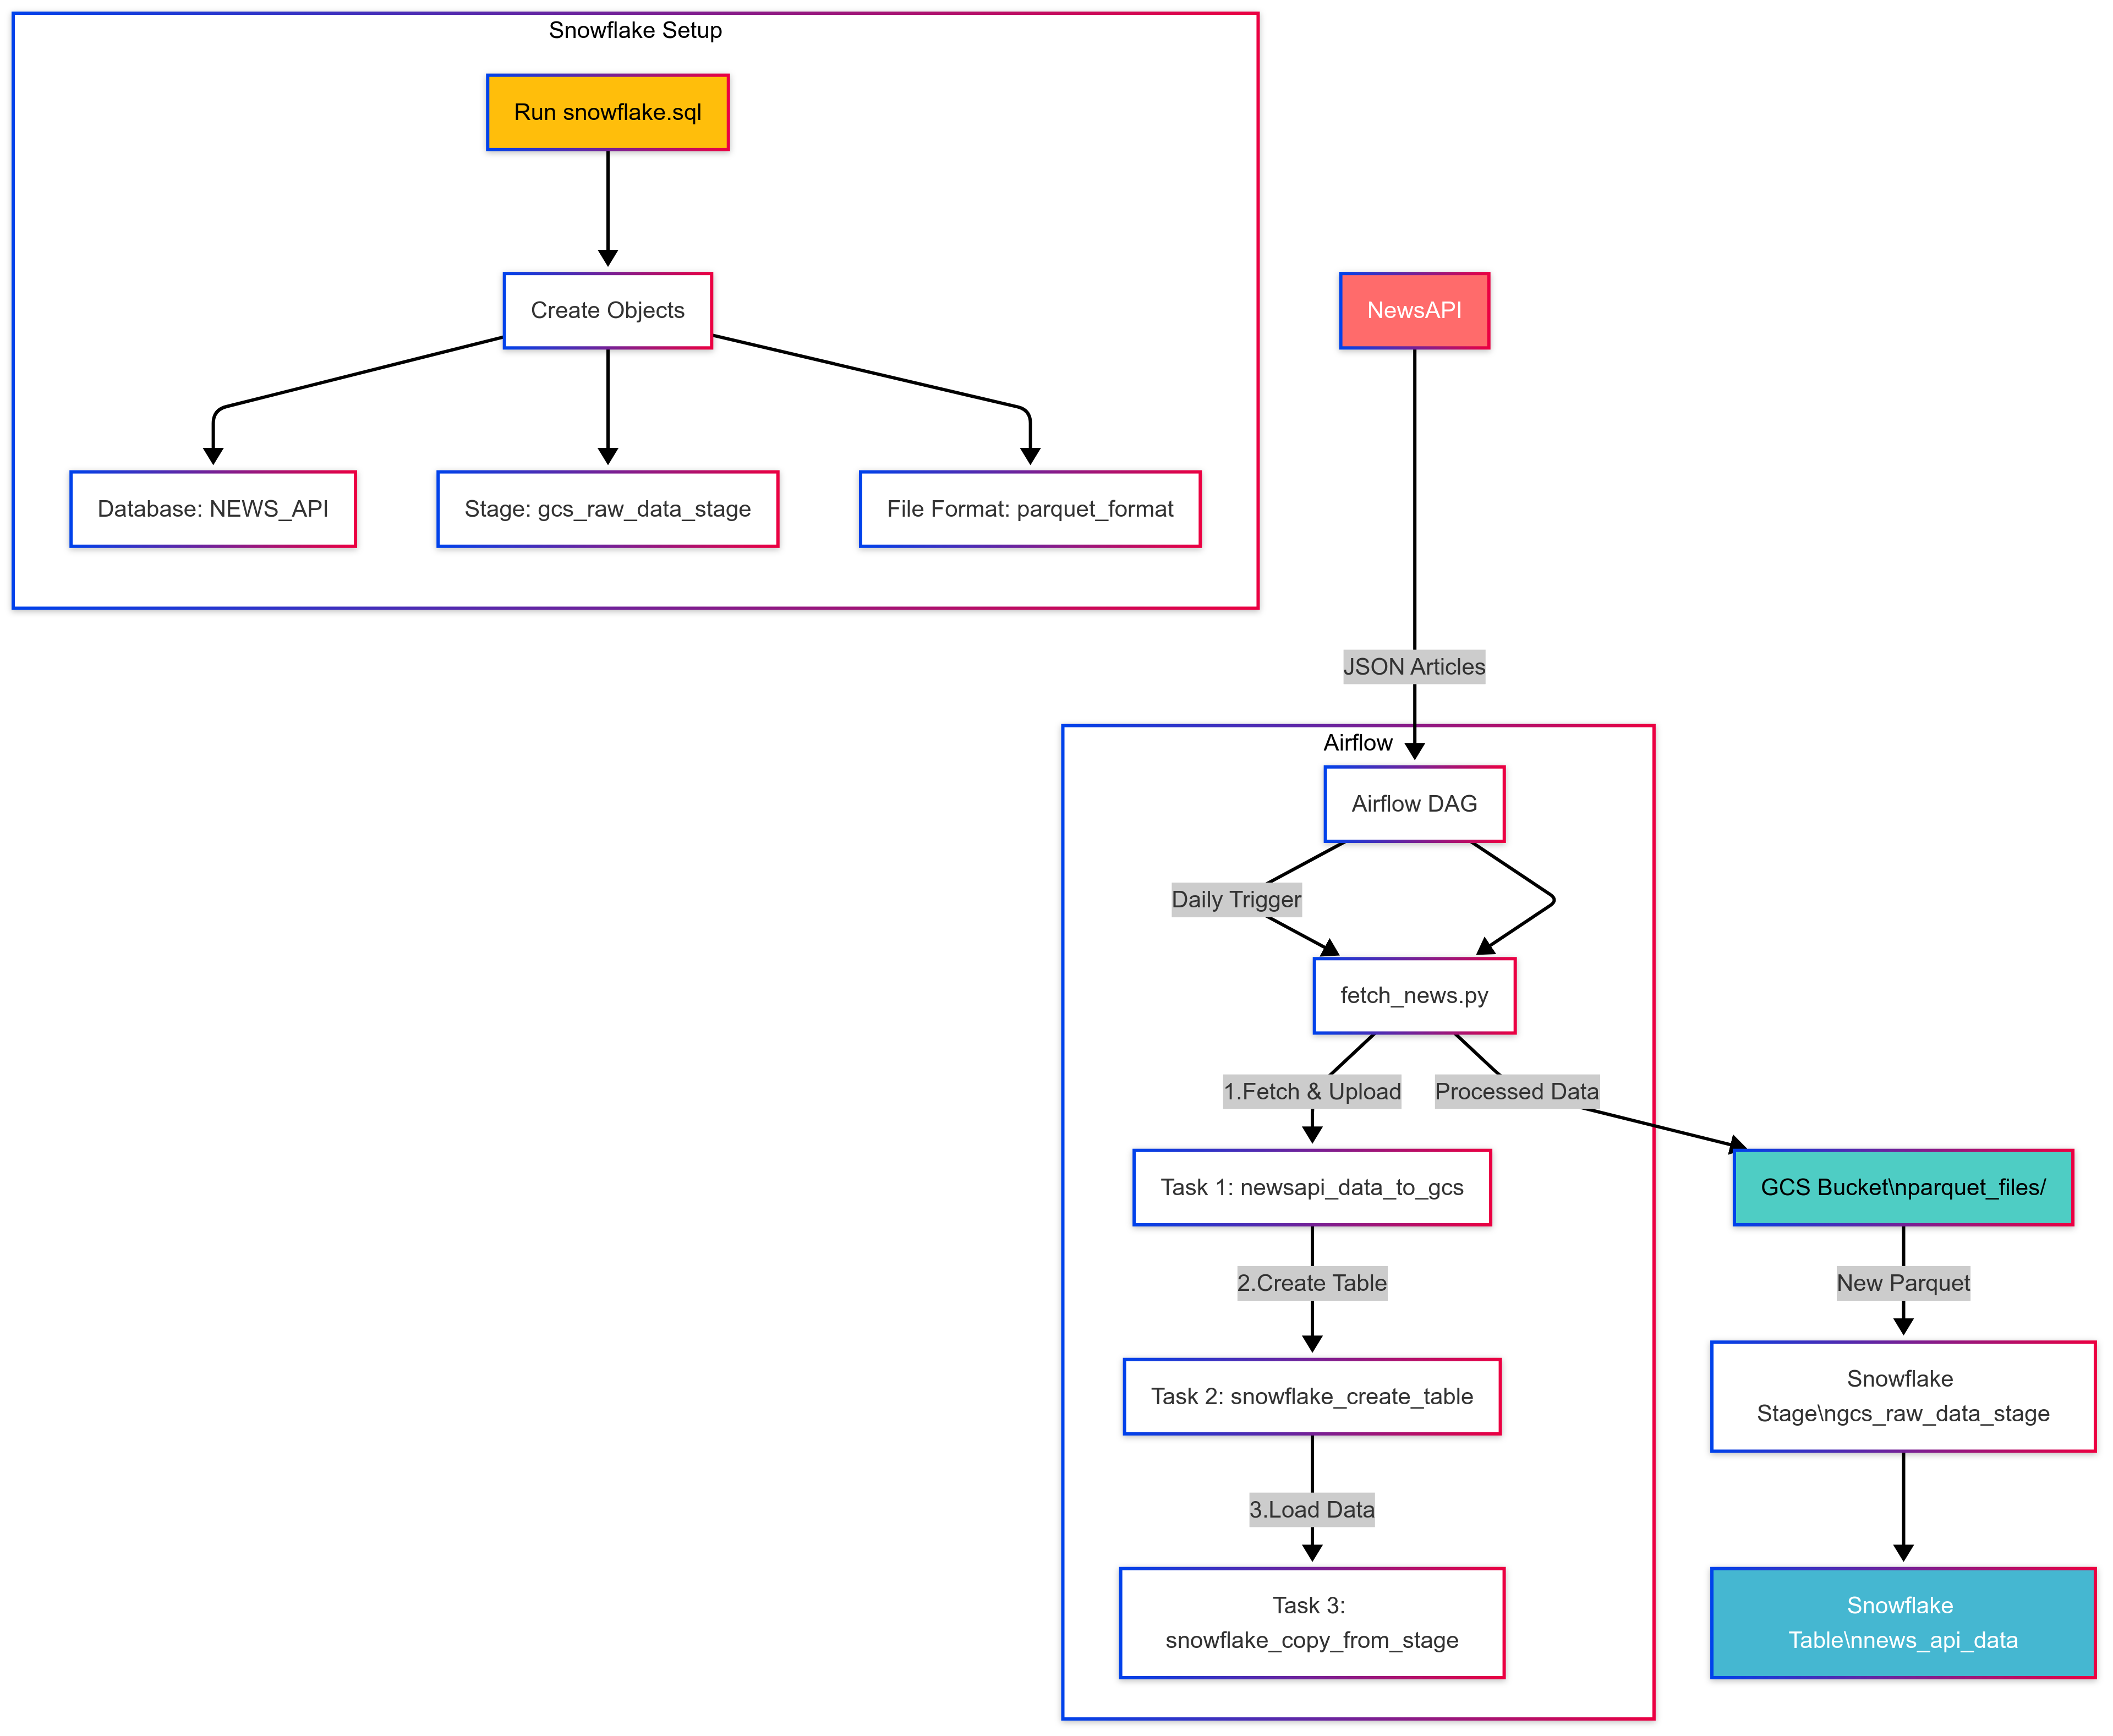 Snowflake Setup
Run snowflake.sql
Create Objects
NewsAPI
Database: NEWS_API
Stage: gcs_raw_data_stage
File Format: parquet_format
JSON Articles
Airflow
Airflow DAG
Daily Trigger
fetch_news.py
1.Fetch & Upload
Processed Data
Task 1: newsapi_data_to_gcs
GCS Bucket\nparquet_files/
2.Create Table
New Parquet
Task 2: snowflake_create_table
Snowflake
Stage\ngcs_raw_data_stage
3.Load Data
Task 3:
snowflake_copy_from_stage
Snowflake
Table\nnews_api_data